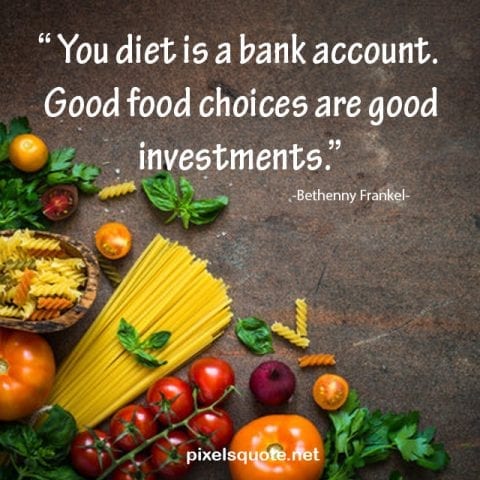 “ You diet is a bank account.
Good food choices are good
investments.”
-Bethenny Frankel-
pixelsquote.net